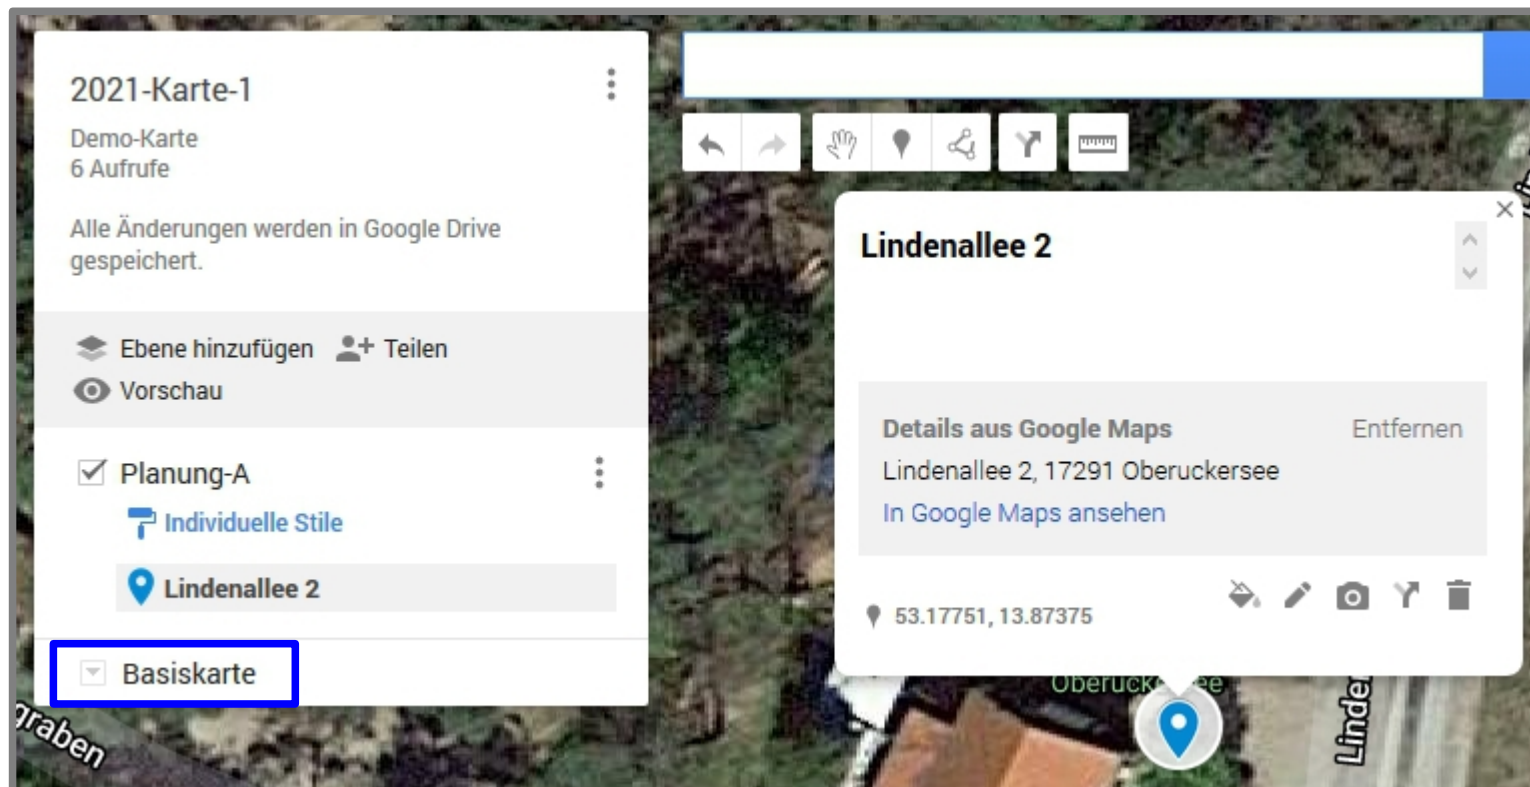 2021-Karte-1
Demo-Karte
6 Aufrufe
Alle Änderungen werden in Google Drive
gespeichert.
Ebene hinzufügen Teilen
Vorschau
Planung-A
Individuelle Stile
Lindenallee 2
Basiskarte
Lindenallee 2
Details aus Google Maps Entfernen
Lindenallee 2, 17291 Oberuckersee
In Google Maps ansehen
53.17751, 13.87375
graben
Linde